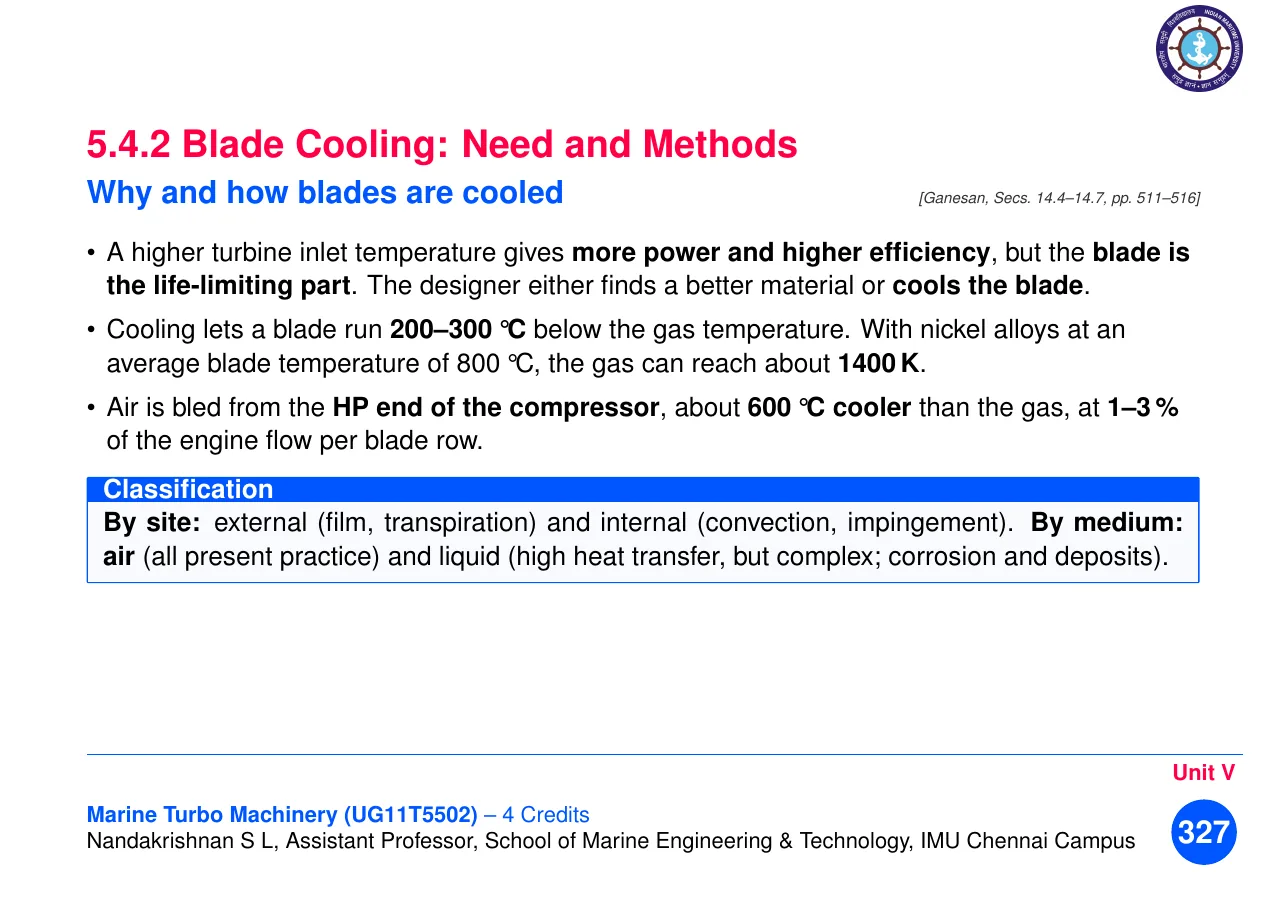 INDIAN MARITIME UNIVERSITY
5.4.2 Blade Cooling: Need and Methods
Why and how blades are cooled
[Ganesan, Secs. 14.4–14.7, pp. 511–516]
• A higher turbine inlet temperature gives more power and higher efficiency, but the blade is
the life-limiting part. The designer either finds a better material or cools the blade.
• Cooling lets a blade run 200–300 °C below the gas temperature. With nickel alloys at an
average blade temperature of 800 °C, the gas can reach about 1400 K.
• Air is bled from the HP end of the compressor, about 600 °C cooler than the gas, at 1–3 %
of the engine flow per blade row.
Classification
By site: external (film, transpiration) and internal (convection, impingement). By medium:
air (all present practice) and liquid (high heat transfer, but complex; corrosion and deposits).
Unit V
Marine Turbo Machinery (UG11T5502) – 4 Credits
Nandakrishnan S L, Assistant Professor, School of Marine Engineering & Technology, IMU Chennai Campus
327